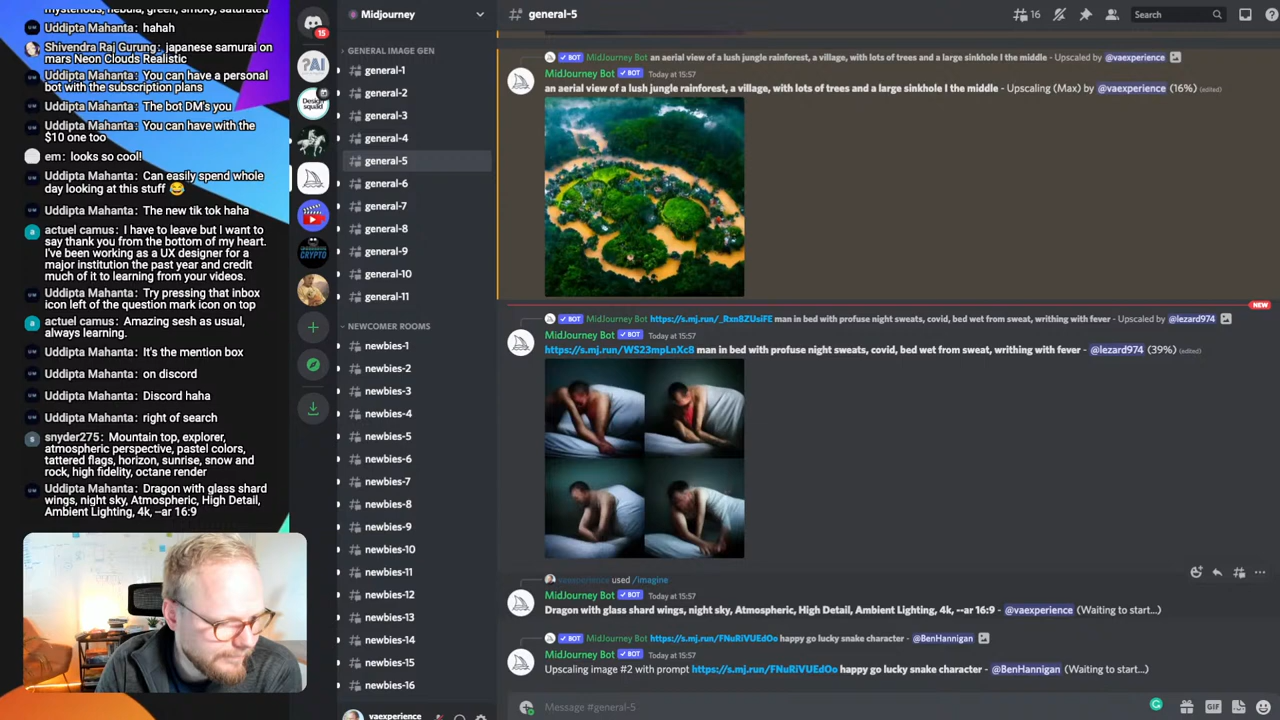 mysterious, nebula, green, smoky, saturated
Uddipta Mahanta: hahah
Shivendra Raj Gurung: japanese samurai on
mars Neon Clouds Realistic
Uddipta Mahanta: You can have a personal
bot with the subscription plans
Uddipta Mahanta: The bot DM's you
Uddipta Mahanta: You can have with the
$10 one too
em: looks so cool!
Uddipta Mahanta: Can easily spend whole
day looking at this stuff 😂
Uddipta Mahanta: The new tik tok haha
actuel camus: I have to leave but I want to
say thank you from the bottom of my heart.
I've been working as a UX designer for a
major institution the past year and credit
much of it to learning from your videos.
Uddipta Mahanta: Try pressing that inbox
icon left of the question mark icon on top
actuel camus: Amazing sesh as usual,
always learning.
Uddipta Mahanta: It's the mention box
Uddipta Mahanta: on discord
Uddipta Mahanta: Discord haha
Uddipta Mahanta: right of search
snyder275: Mountain top, explorer,
atmospheric perspective, pastel colors,
tattered flags, horizon, sunrise, snow and
rock, high fidelity, octane render
Uddipta Mahanta: Dragon with glass shard
wings, night sky, Atmospheric, High Detail,
Ambient Lighting, 4k, --ar 16:9
15
PAI
Design
squad
CRYPTO
Midjourney
GENERAL IMAGE GEN
general-1
general-2
general-3
general-4
general-5
general-6
general-7
general-8
general-9
general-10
general-11
NEWCOMER ROOMS
newbies-1
newbies-2
newbies-3
newbies-4
newbies-5
newbies-6
newbies-7
newbies-8
newbies-9
newbies-10
newbies-11
newbies-12
newbies-13
newbies-14
newbies-15
newbies-16
vaexperience
general-5
16
Search
BOT MidJourney Bot an aerial view of a lush jungle rainforest, a village, with lots of trees and a large sinkhole I the middle - Upscaled by @vaexperience
MidJourney Bot BOT Today at 15:57
an aerial view of a lush jungle rainforest, a village, with lots of trees and a large sinkhole I the middle - Upscaling (Max) by @vaexperience (16%) (edited)
NEW
BOT MidJourney Bot https://s.mj.run/_RxnBZUsiFE man in bed with profuse night sweats, covid, bed wet from sweat, writhing with fever - Upscaled by @lezard974
MidJourney Bot BOT Today at 15:57
https://s.mj.run/WS23mpLnXc8 man in bed with profuse night sweats, covid, bed wet from sweat, writhing with fever - @lezard974 (39%) (edited)
vaexperience used /imagine
MidJourney Bot BOT Today at 15:57
Dragon with glass shard wings, night sky, Atmospheric, High Detail, Ambient Lighting, 4k, --ar 16:9 - @vaexperience (Waiting to start...)
BOT MidJourney Bot https://s.mj.run/FNuRiVUEdOo happy go lucky snake character - @BenHannigan
MidJourney Bot BOT Today at 15:57
Upscaling image #2 with prompt https://s.mj.run/FNuRiVUEdOo happy go lucky snake character - @BenHannigan (Waiting to start...)
Message #general-5
GIF